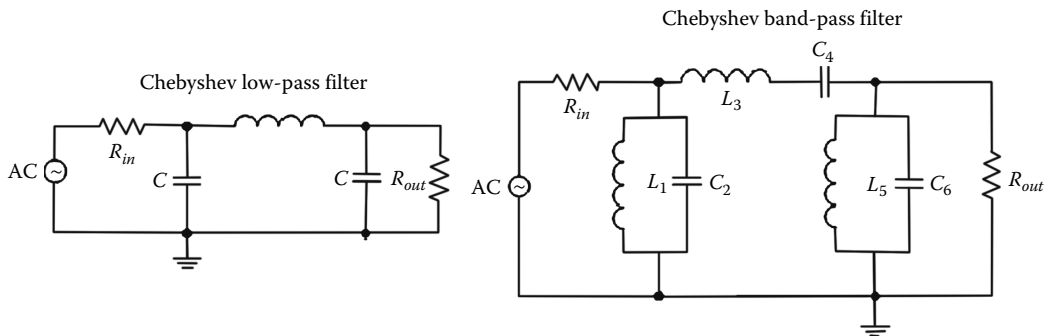 Chebyshev low-pass filter
R_in
AC
C
C
R_out
Chebyshev band-pass filter
C_4
R_in
L_3
AC
L_1
C_2
L_5
C_6
R_out